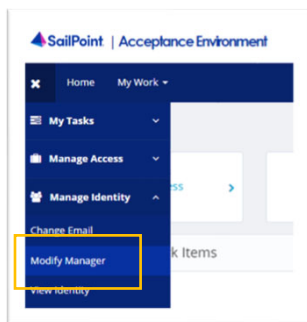 SailPoint | Acceptance Environment
Home My Work
My Tasks
Manage Access
ess
Manage Identity
Change Email
Modify Manager
k Items
View Identity